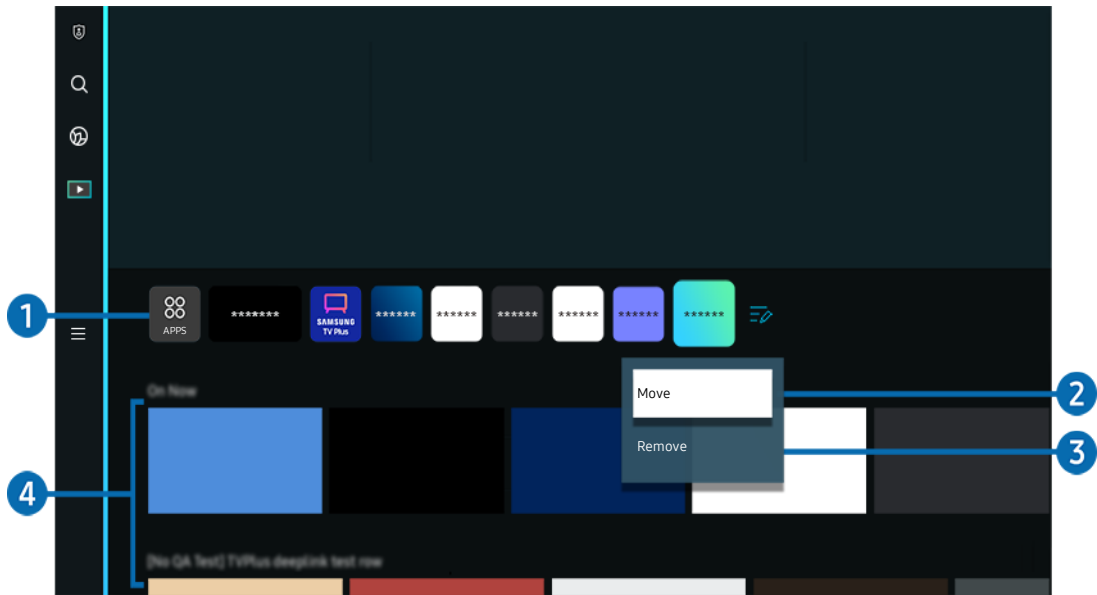 1
APPS
*******
SAMSUNG
TV Plus
******
******
******
******
******
******
On Now
Move
2
Remove
3
4
[No QA Test] TVPlus deeplink test row